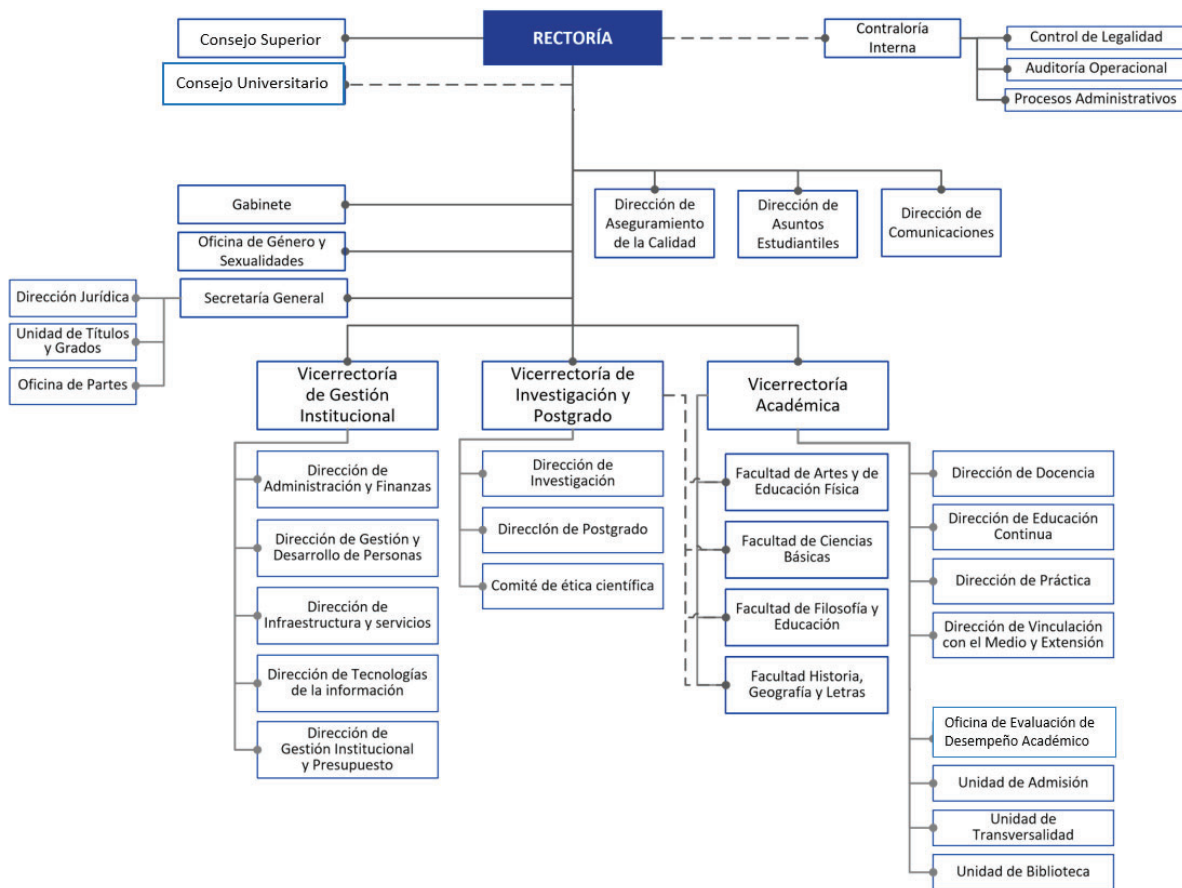 Consejo Superior
RECTORÍA
Contraloría
Interna
Control de Legalidad
Auditoría Operacional
Procesos Administrativos
Consejo Universitario
Dirección de
Aseguramiento
de la Calidad
Dirección de
Asuntos
Estudiantiles
Dirección de
Comunicaciones
Gabinete
Oficina de Género y
Sexualidades
Secretaría General
Dirección Jurídica
Unidad de Títulos
y Grados
Oficina de Partes
Vicerrectoría
de Gestión
Institucional
Vicerrectoría de
Investigación y
Postgrado
Vicerrectoría
Académica
Dirección de
Administración y Finanzas
Dirección de Gestión y
Desarrollo de Personas
Dirección de
Infraestructura y servicios
Dirección de Tecnologías
de la información
Dirección de
Gestión Institucional
y Presupuesto
Dirección de
Investigación
Dirección de Postgrado
Comité de ética científica
Facultad de Artes y de
Educación Física
Facultad de Ciencias
Básicas
Facultad de Filosofía y
Educación
Facultad Historia,
Geografía y Letras
Dirección de Docencia
Dirección de Educación
Continua
Dirección de Práctica
Dirección de Vinculación
con el Medio y Extensión
Oficina de Evaluación de
Desempeño Académico
Unidad de Admisión
Unidad de
Transversalidad
Unidad de Biblioteca